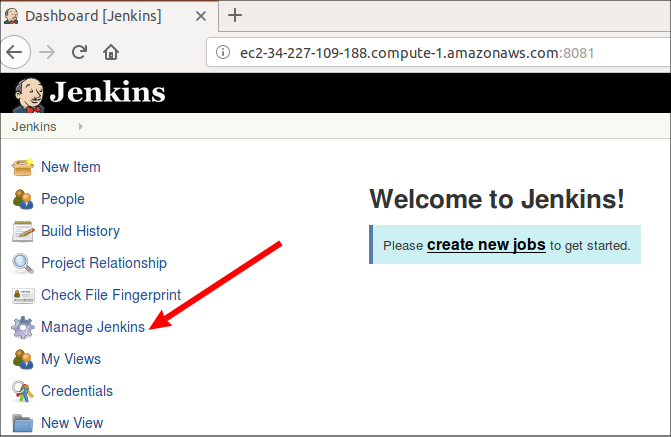 Dashboard [Jenkins]
ec2-34-227-109-188.compute-1.amazonaws.com:8081
Jenkins
Jenkins
New Item
People
Build History
Project Relationship
Check File Fingerprint
Manage Jenkins
My Views
Credentials
New View
Welcome to Jenkins!
Please create new jobs to get started.